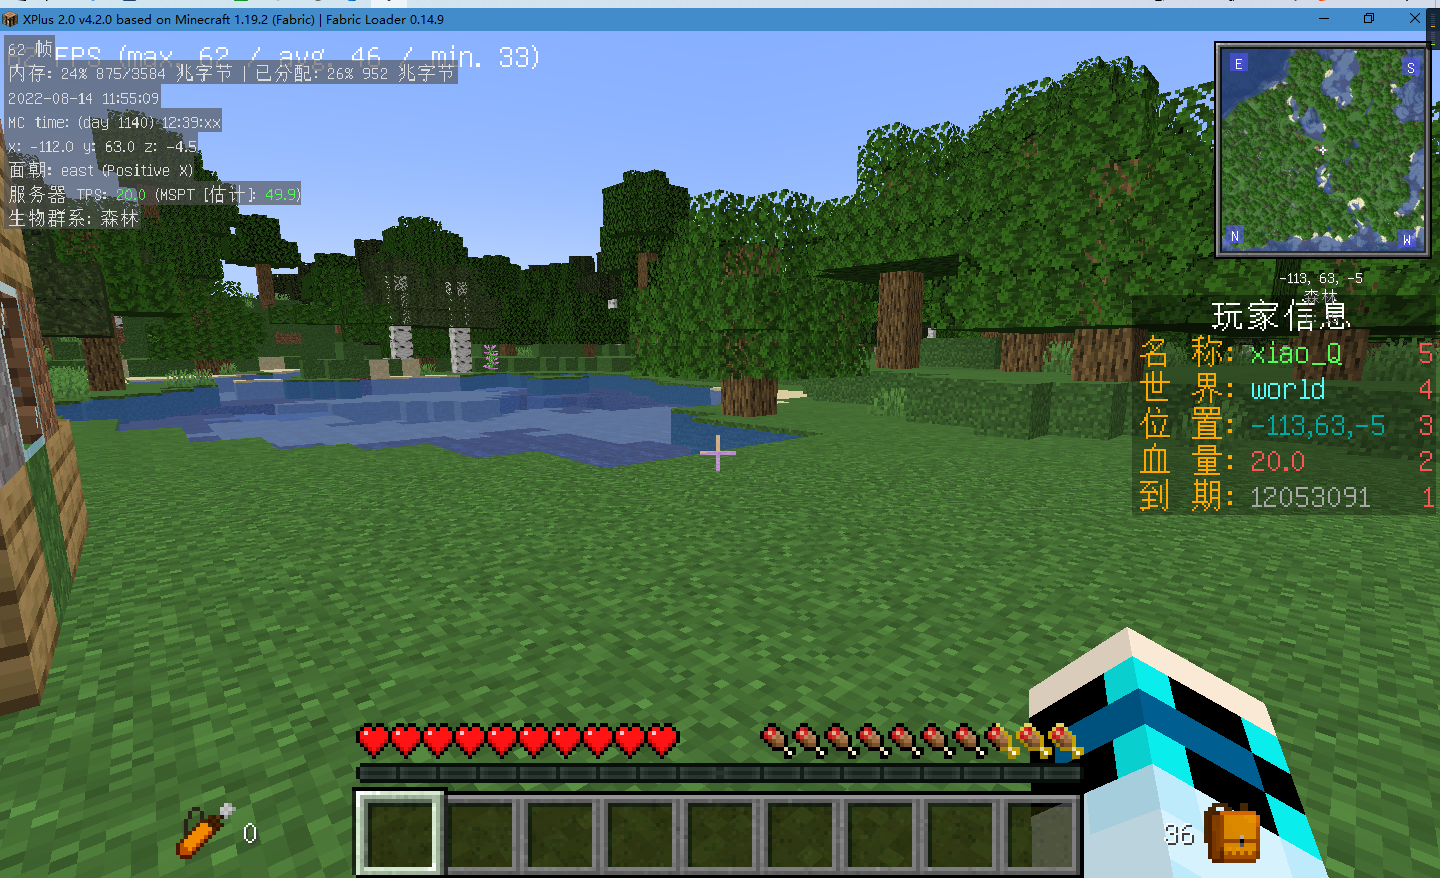 XPlus 2.0 v4.2.0 based on Minecraft 1.19.2 (Fabric) | Fabric Loader 0.14.9
62 帧
FPS (max. 62 / avg. 46 / min. 33)
内存: 24% 875/3584 兆字节 | 已分配: 26% 952 兆字节
2022-08-14 11:55:09
MC time: (day 1140) 12:39:xx
x: -112.0 y: 63.0 z: -4.5
面朝: east (Positive X)
服务器 TPS: 20.0 (MSPT [估计]: 49.9)
生物群系: 森林
E
S
N
W
-113, 63, -5
森林
玩家信息
名 称: xiao_Q 5
世 界: world 4
位 置: -113,63,-5 3
血 量: 20.0 2
到 期: 12053091 1
0
36